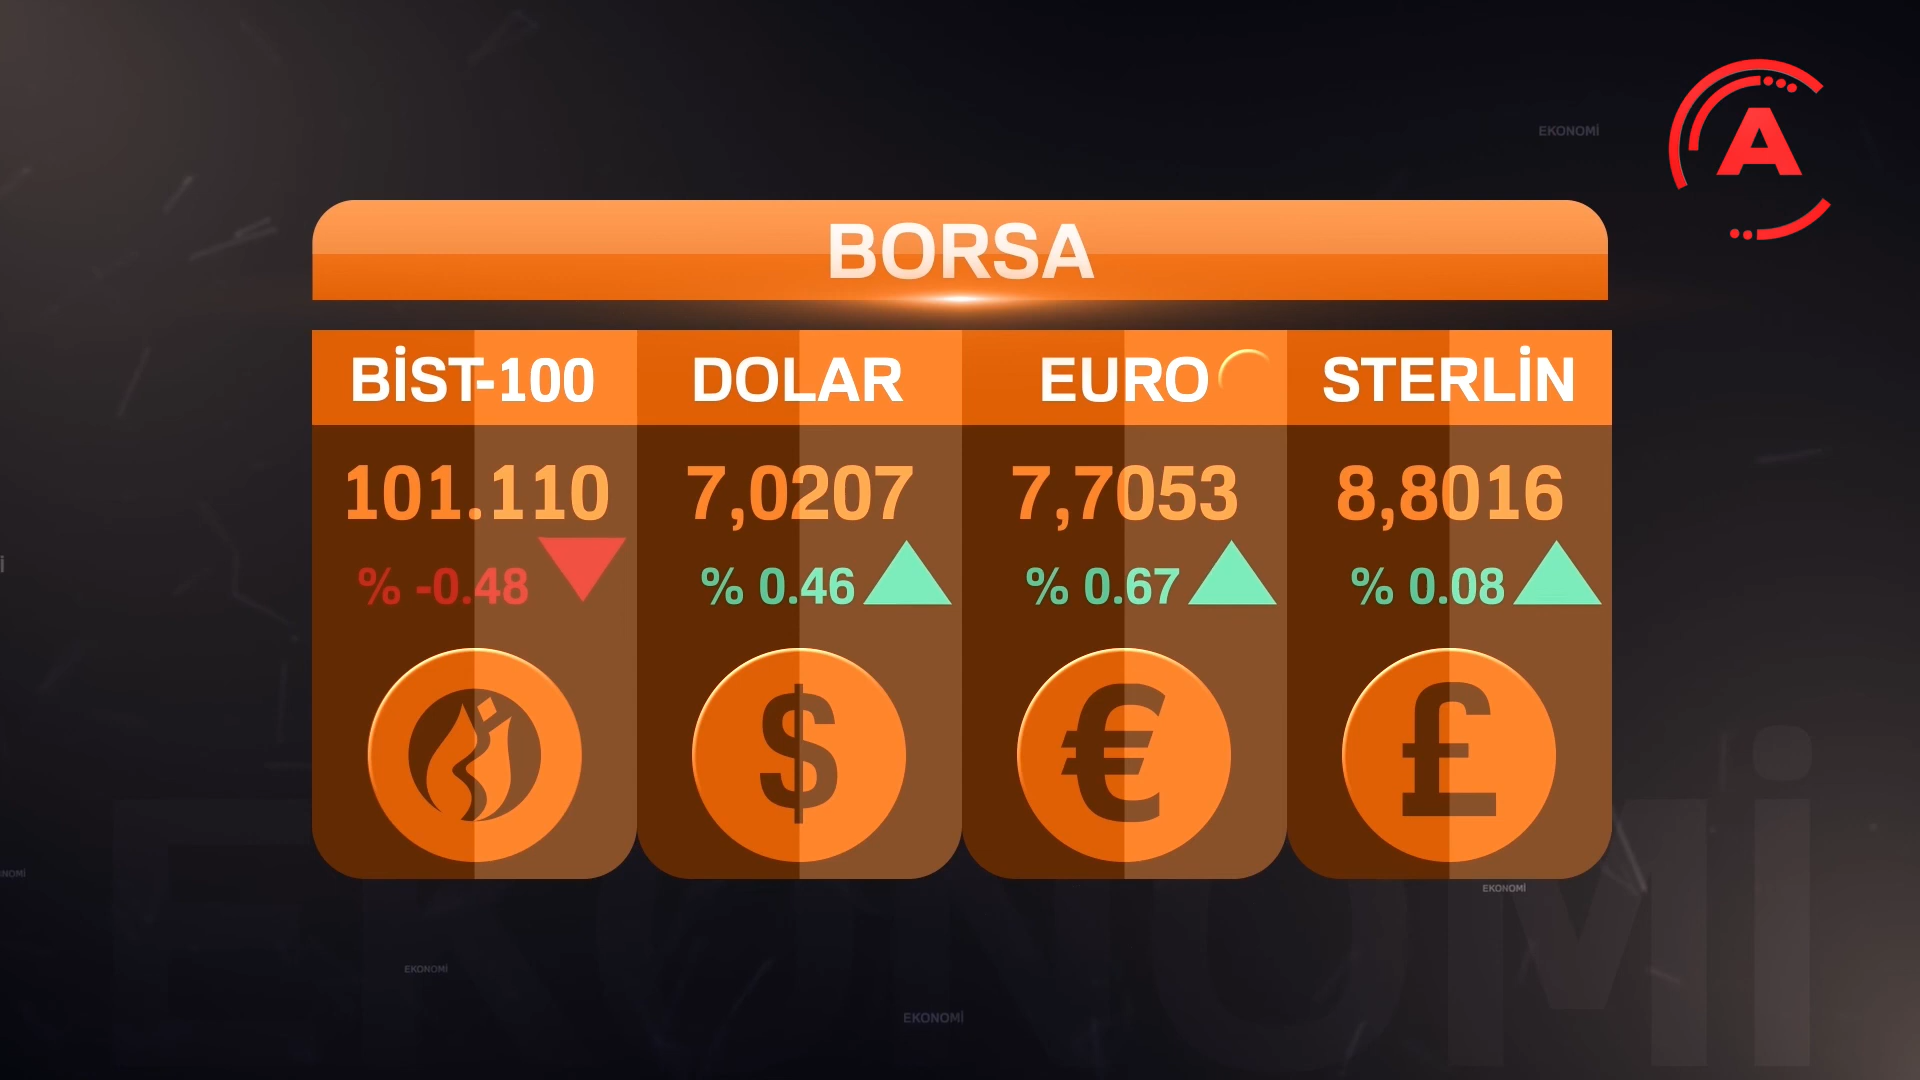 A
EKONOMİ
BORSA
BİST-100 DOLAR EURO STERLİN
101.110 7,0207 7,7053 8,8016
% -0.48 % 0.46 % 0.67 % 0.08
$ € £
EKONOMİ
EKONOMİ
EKONOMİ
EKONOMİ